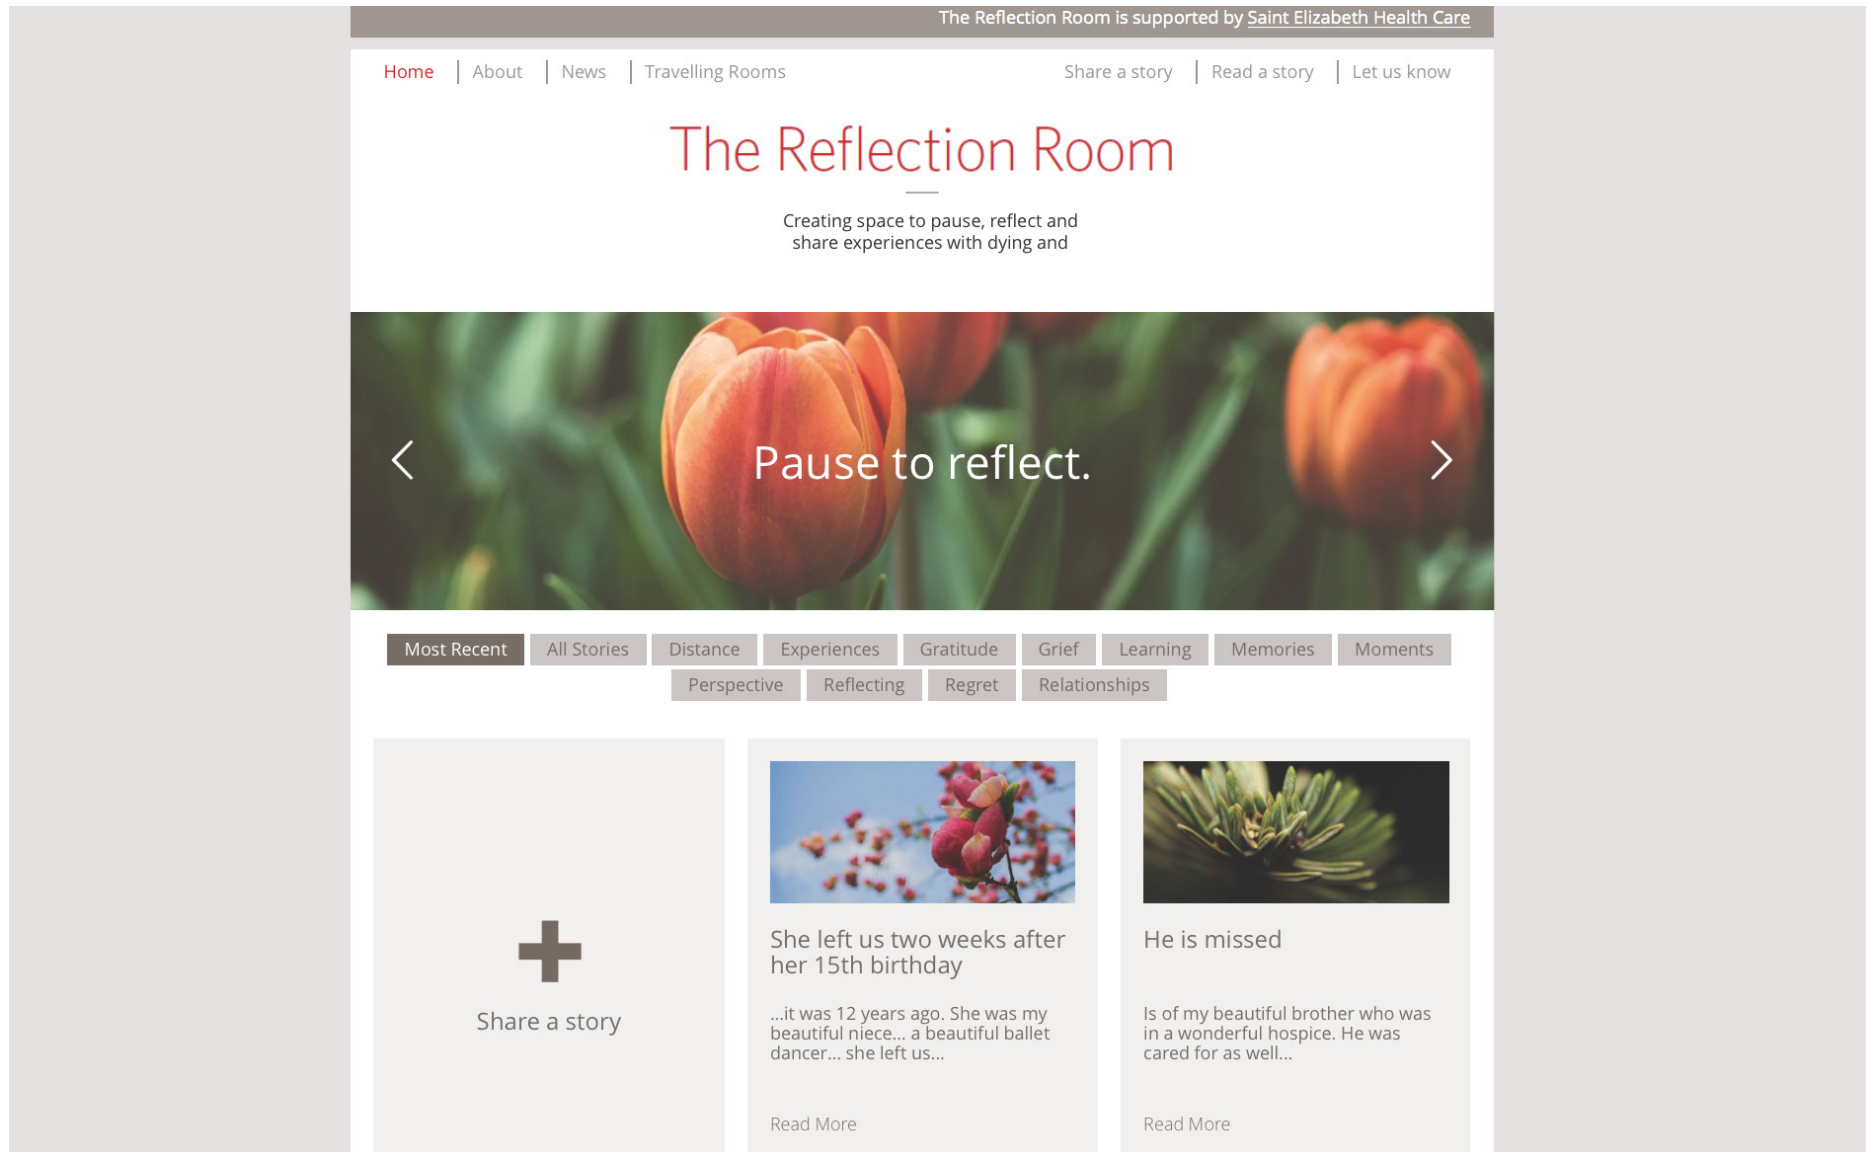 The Reflection Room is supported by Saint Elizabeth Health Care
Home About News Travelling Rooms Share a story Read a story Let us know
The Reflection Room
Creating space to pause, reflect and
share experiences with dying and
Pause to reflect.
Most Recent All Stories Distance Experiences Gratitude Grief Learning Memories Moments
Perspective Reflecting Regret Relationships
Share a story
She left us two weeks after
her 15th birthday
...it was 12 years ago. She was my
beautiful niece... a beautiful ballet
dancer... she left us...
Read More
He is missed
Is of my beautiful brother who was
in a wonderful hospice. He was
cared for as well...
Read More